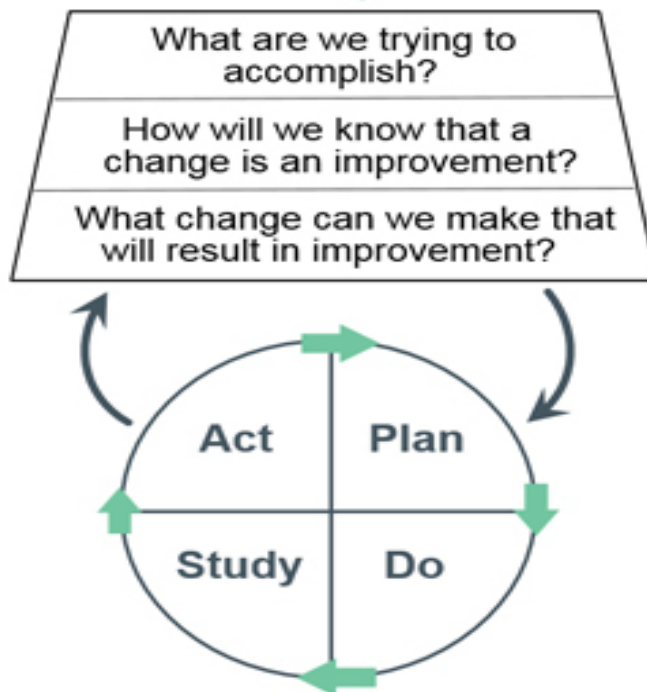 What are we trying to
accomplish?
How will we know that a
change is an improvement?
What change can we make that
will result in improvement?
Act
Plan
Study
Do